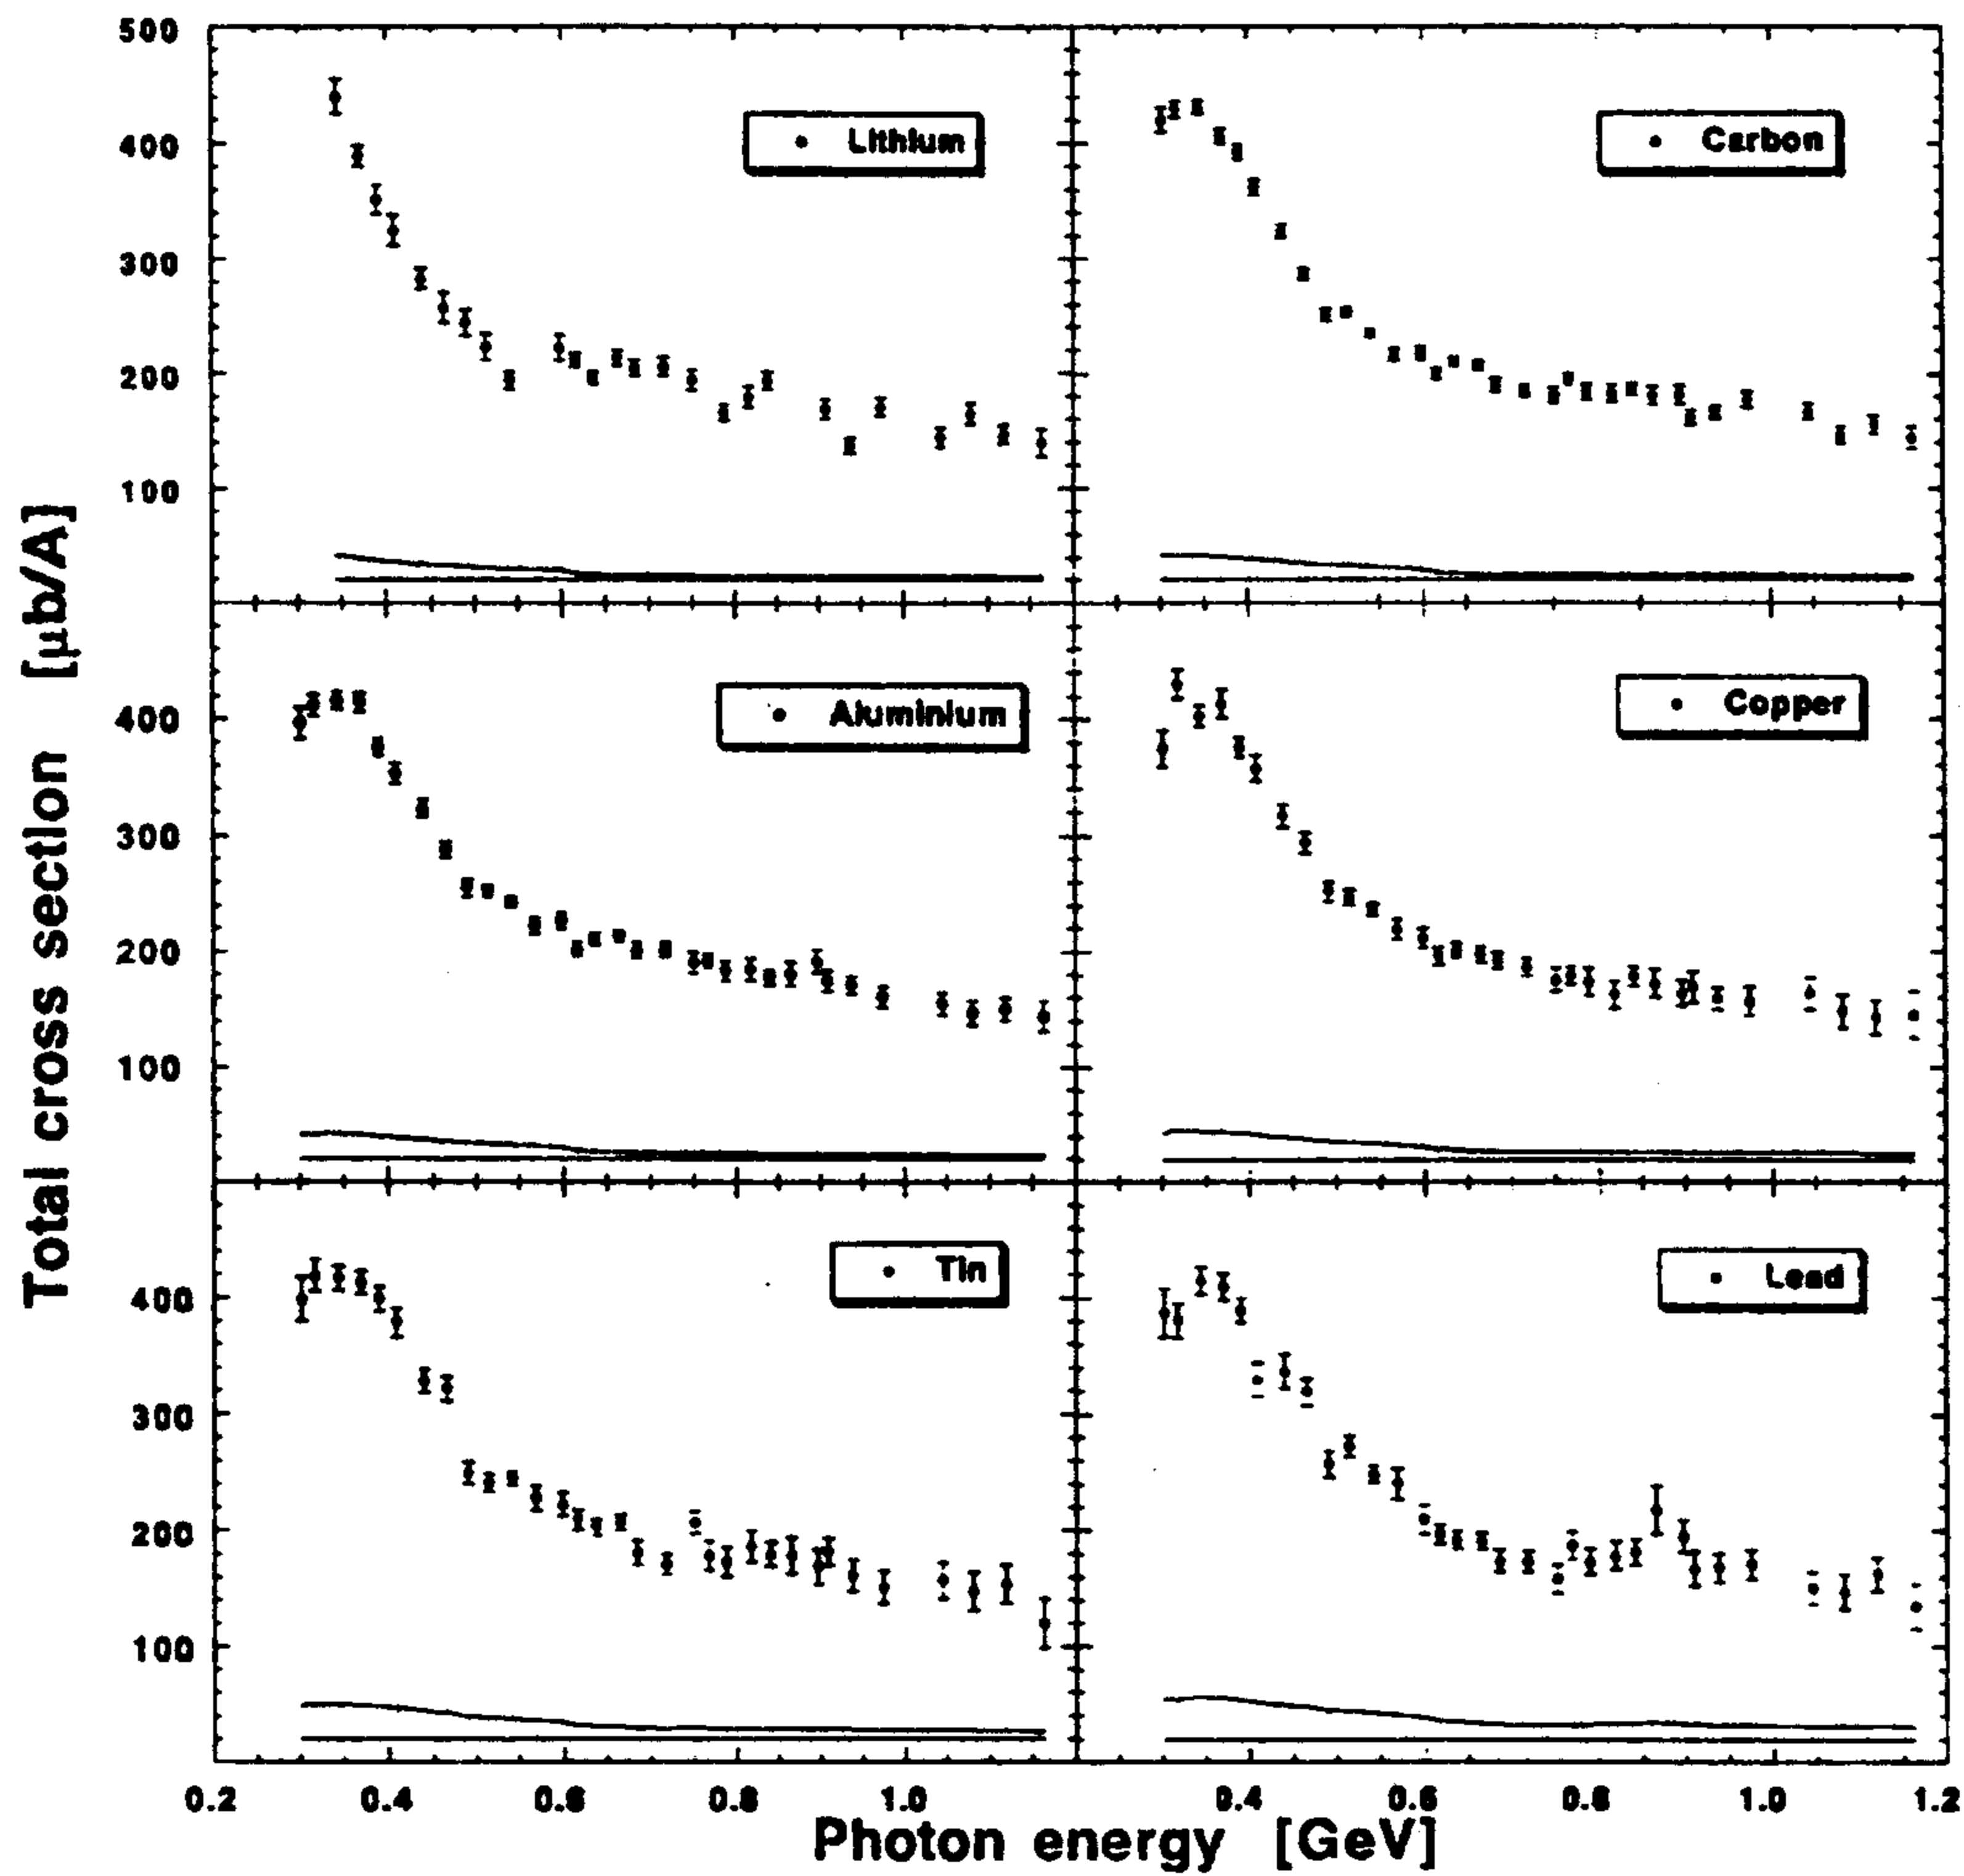 Total cross section [μb/A]
500
400
300
200
100
Lithium
Carbon
400
300
200
100
Aluminium
Copper
400
300
200
100
Tin
Lead
0.2 0.4 0.6 0.8 1.0 0.4 0.6 0.8 1.0 1.2
Photon energy [GeV]